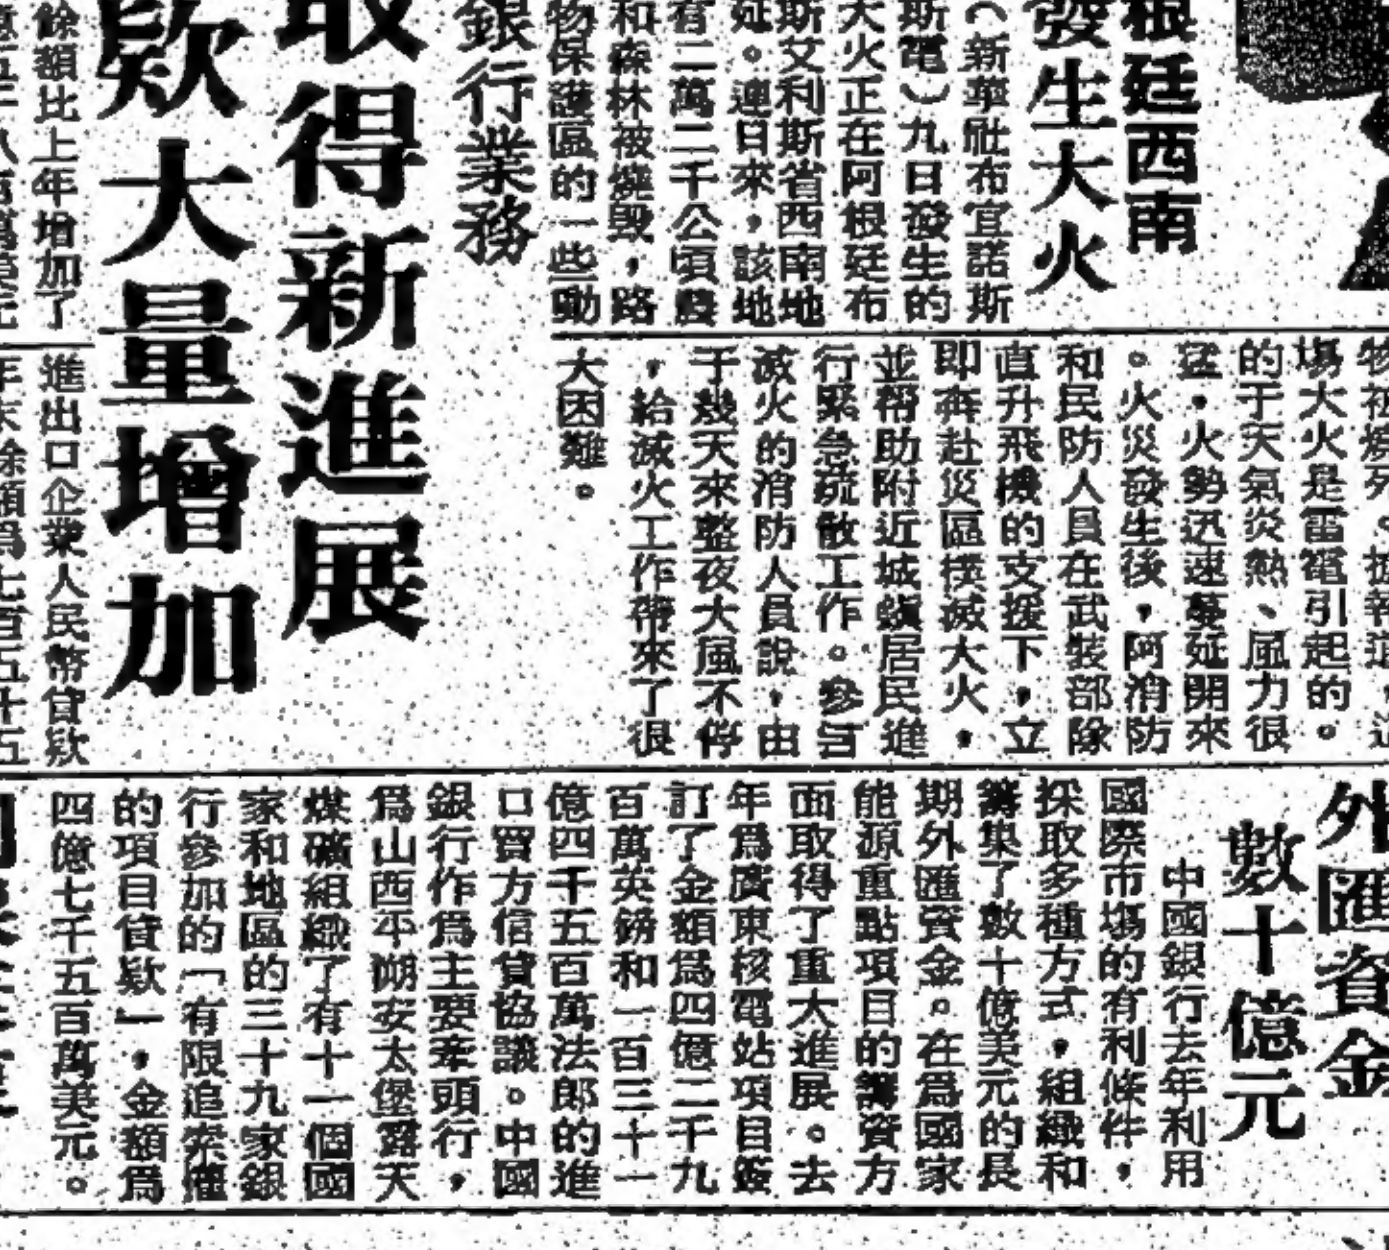 根廷西南
發生大火
(新華社布宜諾斯
斯電)九日發生的
大火正在阿根廷布
斯艾利斯省西南地
延。連日來,該地
有二萬二千公頃農
和森林被燒毀,路
物保護區的一些動
場大火是雷電引起的。
的于天氣炎熱、風力很
猛,火勢迅速蔓延開來
。火災發生後,阿消防
和民防人員在武裝部隊
直升飛機的支援下,立
即奔赴災區撲滅大火,
並帮助附近城鎮居民進
行緊急疏散工作。參与
滅火的消防人員說,由
于幾天來整夜大風不停
,給滅火工作帶來了很
大困難。
銀行業務
取得新進展
欵大量增加
餘額比上年增加了
進出口企業人民幣貸欵
年末餘額爲七百五十五
外匯資金
數十億元
中國銀行去年利用
國際市場的有利條件,
採取多種方式,組織和
籌集了數十億美元的長
期外匯資金。在爲國家
能源重點項目的籌資方
面取得了重大進展。去
年爲廣東核電站項目簽
訂了金額爲四億二千九
百萬英鎊和一百三十一
億四千五百萬法郎的進
口買方信貸協議。中國
銀行作爲主要牽頭行,
爲山西平朔安太堡露天
煤礦組織了有十一個國
家和地區的三十九家銀
行參加的「有限追索權
的項目貸欵」,金額爲
四億七千五百萬美元。